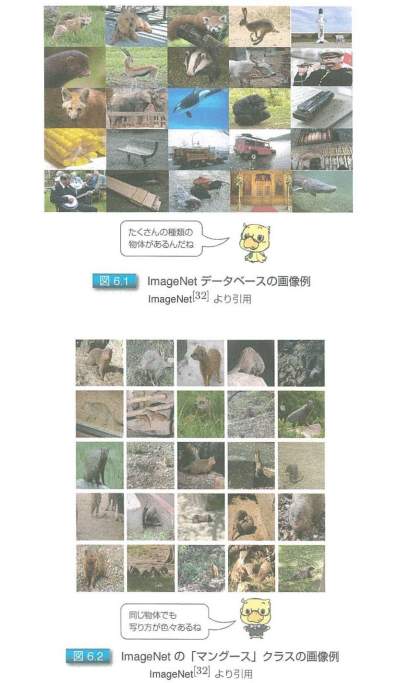 たくさんの種類の
物体があるんだね
図 6.1 ImageNet データベースの画像例
ImageNet[32] より引用
同じ物体でも
写り方が色々あるね
図 6.2 ImageNet の「マングース」クラスの画像例
ImageNet[32] より引用